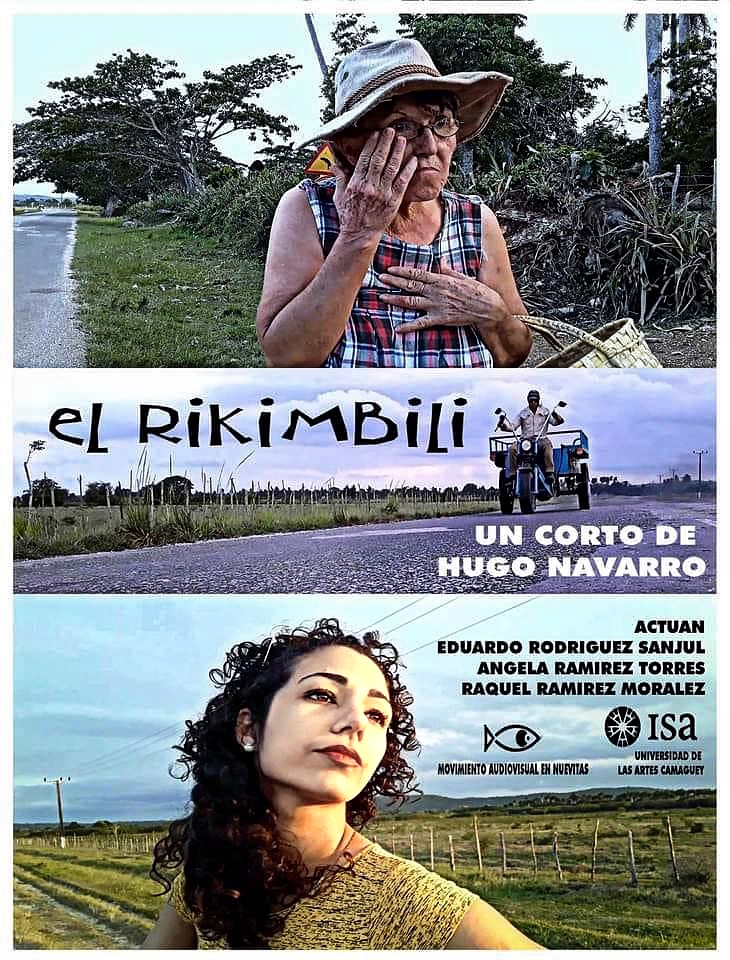 eL RiKiMBiLi
UN CORTO DE
HUGO NAVARRO
ACTUAN
EDUARDO RODRIGUEZ SANJUL
ANGELA RAMIREZ TORRES
RAQUEL RAMIREZ MORALEZ
MOVIMIENTO AUDIOVISUAL EN NUEVITAS
ISA
UNIVERSIDAD DE
LAS ARTES CAMAGUEY